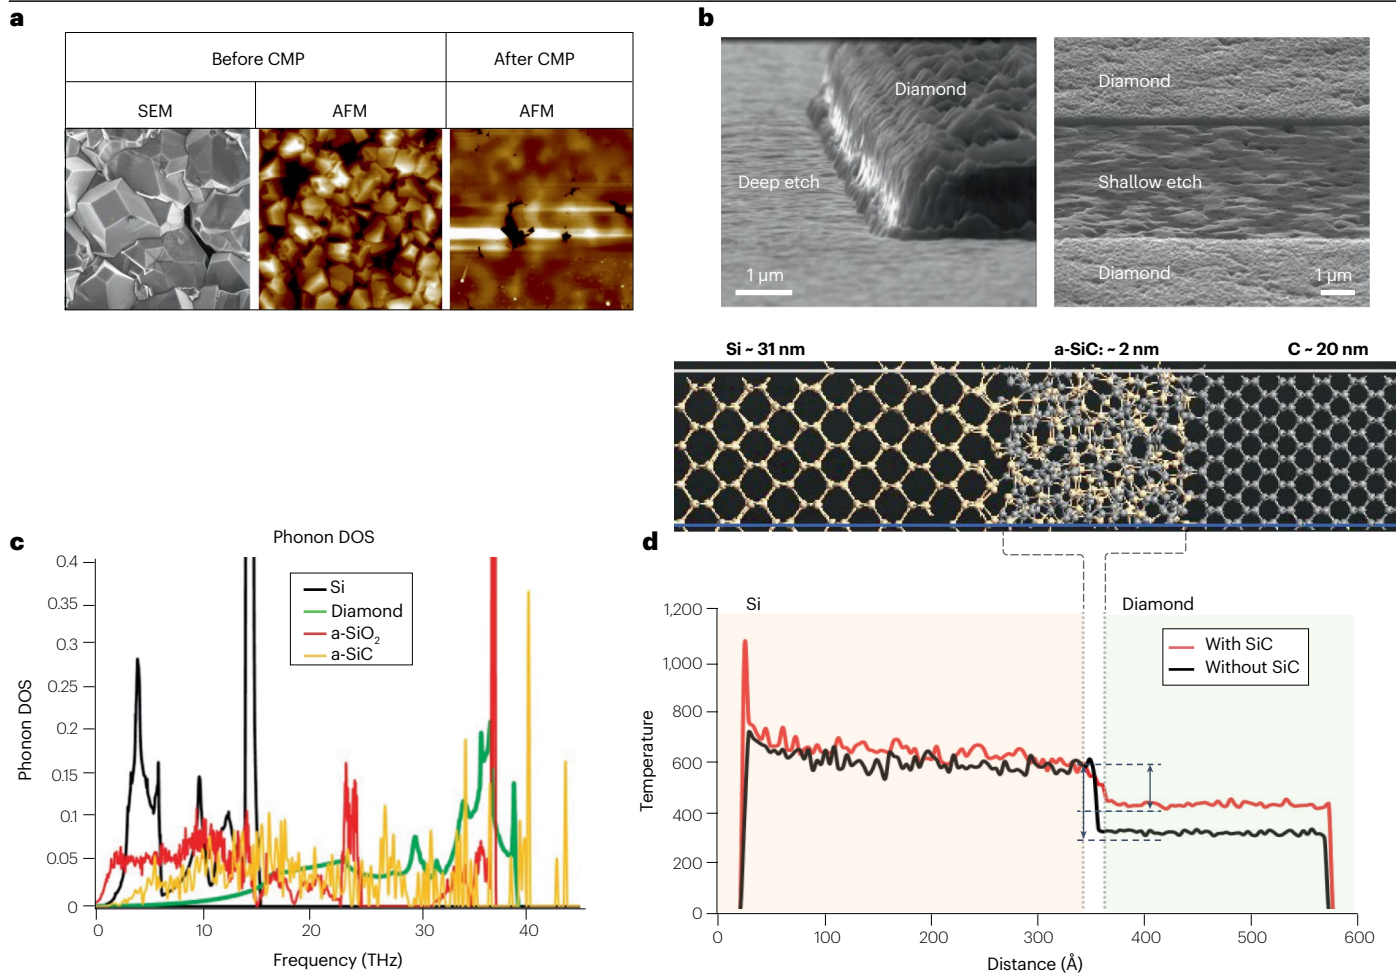 a
Before CMP
After CMP
SEM
AFM
AFM
b
Diamond
Deep etch
1 µm
Diamond
Shallow etch
Diamond
1 µm
Si ~ 31 nm
a-SiC: ~ 2 nm
C ~ 20 nm
c
Phonon DOS
Si
Diamond
a-SiO₂
a-SiC
Phonon DOS
0.4
0.35
0.3
0.25
0.2
0.15
0.1
0.05
0
0
10
20
30
40
Frequency (THz)
d
Si
Diamond
With SiC
Without SiC
Temperature
1,200
1,000
800
600
400
200
0
0
100
200
300
400
500
600
Distance (Å)